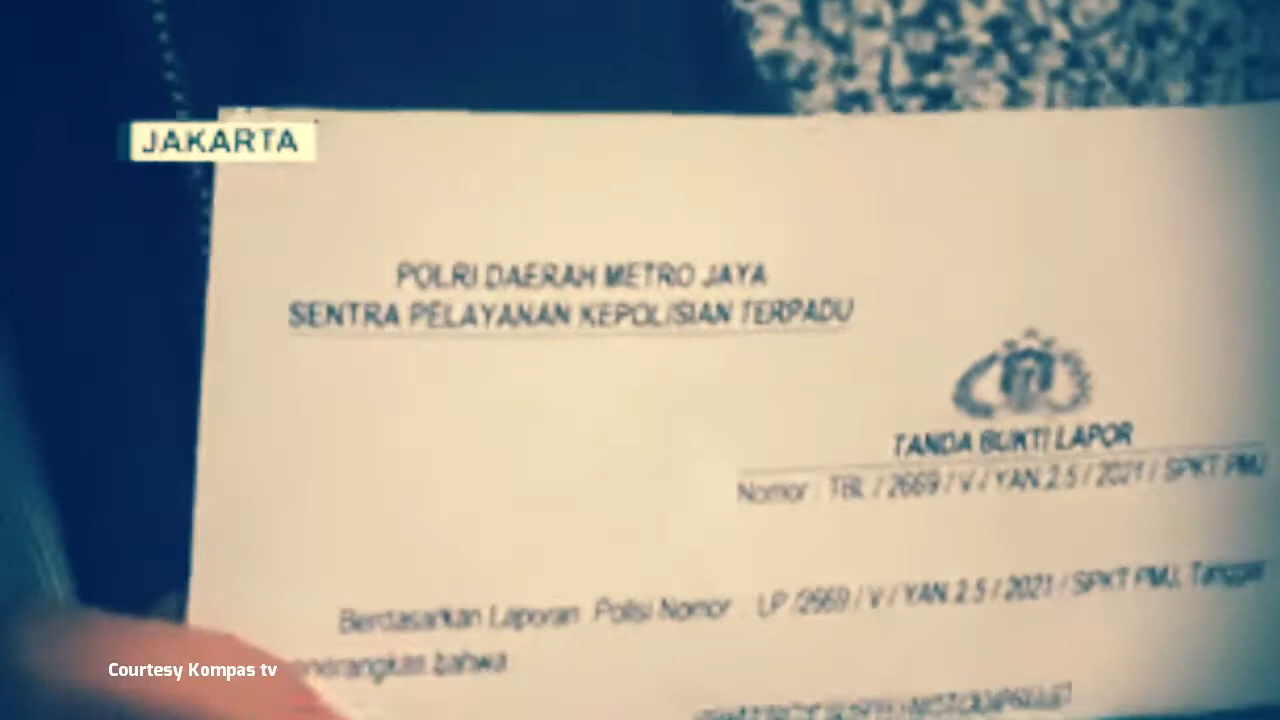 JAKARTA
POLRI DAERAH METRO JAYA
SENTRA PELAYANAN KEPOLISIAN TERPADU
TANDA BUKTI LAPOR
Nomor : TBL / 2669 / V / YAN.2.5 / 2021 / SPKT PMJ
Berdasarkan Laporan Polisi Nomor : LP /2669 / V / YAN 2.5 / 2021 / SPKT PMJ, Tanggal
enerangkan bahwa
Courtesy Kompas tv